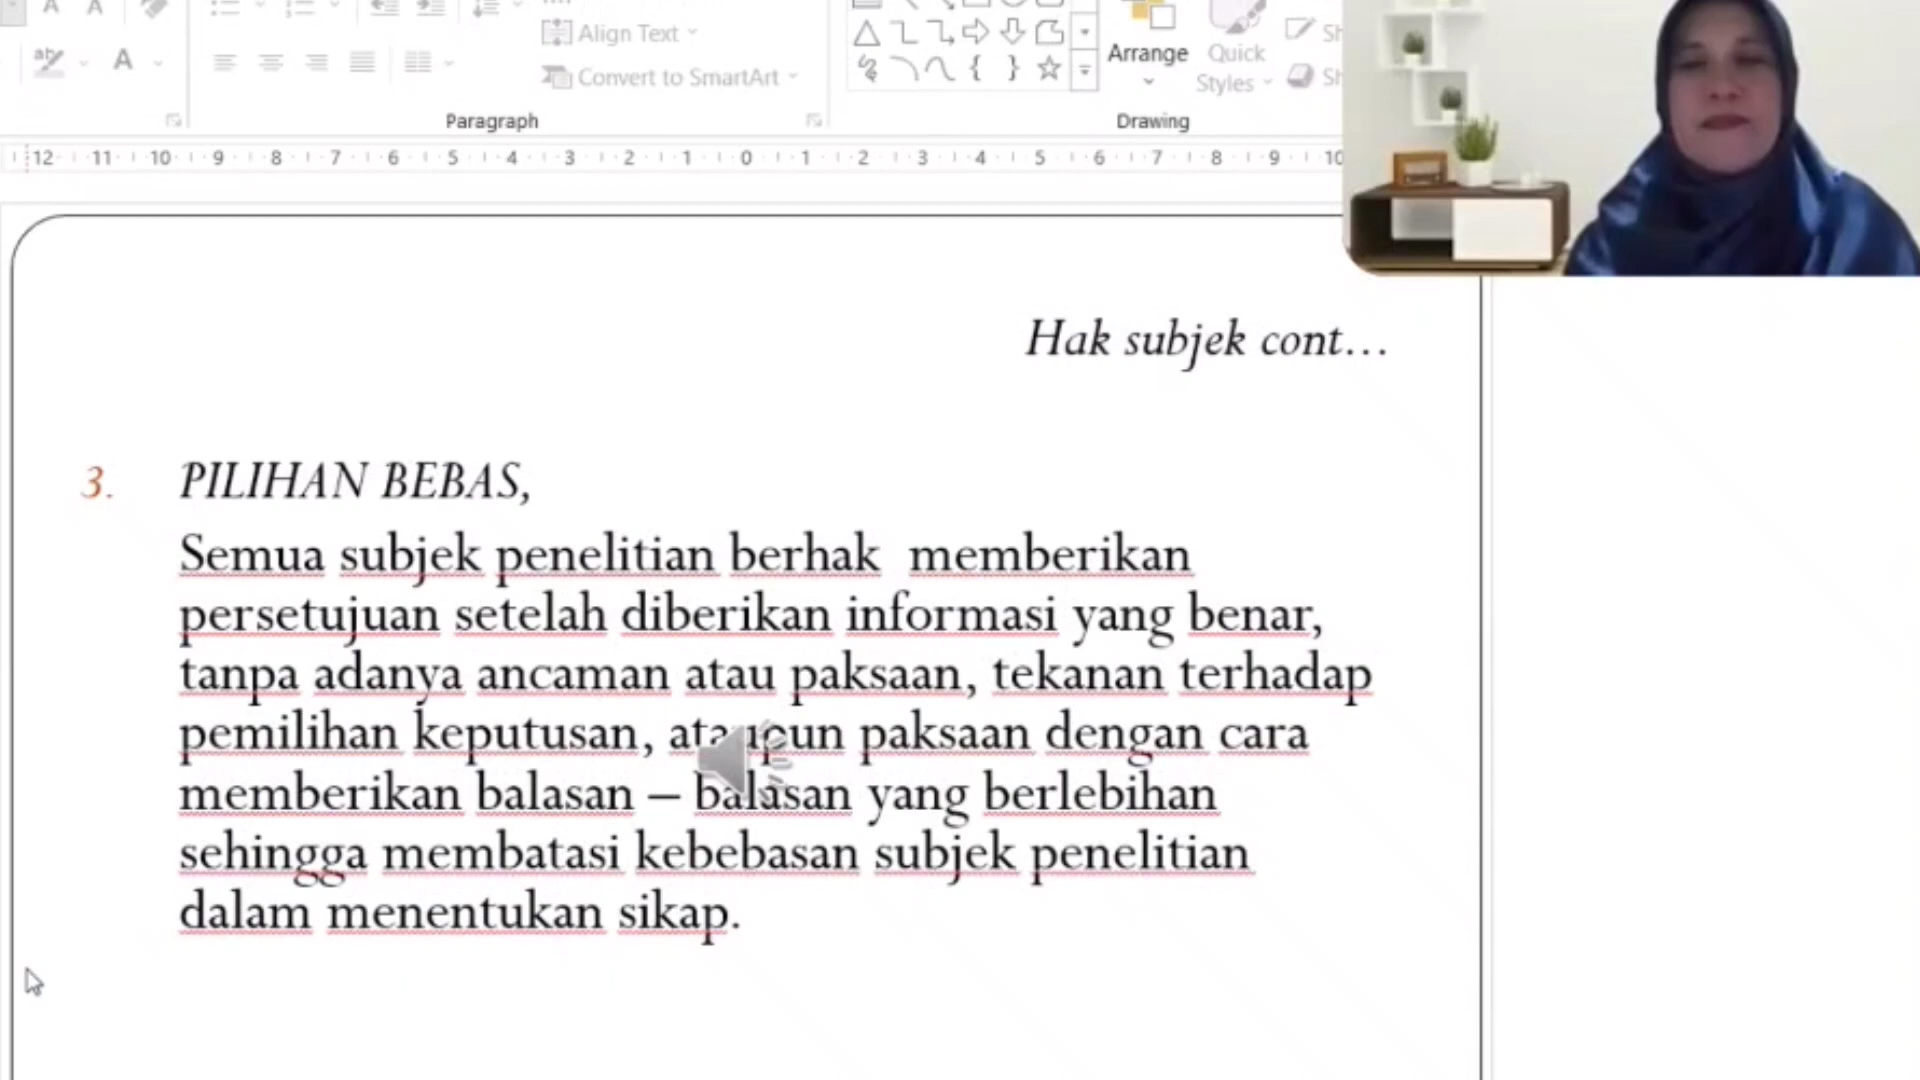 Align Text
Convert to SmartArt
Arrange
Quick
Styles
Paragraph
Drawing
12 11 10 9 8 7 6 5 4 3 2 1 0 1 2 3 4 5 6 7 8 9 10
Hak subjek cont...
3. PILIHAN BEBAS,
Semua subjek penelitian berhak memberikan
persetujuan setelah diberikan informasi yang benar,
tanpa adanya ancaman atau paksaan, tekanan terhadap
pemilihan keputusan, ataupun paksaan dengan cara
memberikan balasan – balasan yang berlebihan
sehingga membatasi kebebasan subjek penelitian
dalam menentukan sikap.